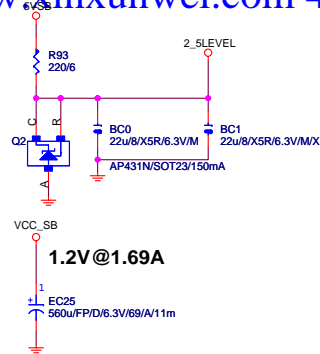 5VSB
R93
220/6
2_5LEVEL
C
R
Q2
A
BC0
22u/8/X5R/6.3V/M
BC1
22u/8/X5R/6.3V/M/X
AP431N/SOT23/150mA
VCC_SB
1.2V@1.69A
1
+
EC25
560u/FP/D/6.3V/69/A/11m